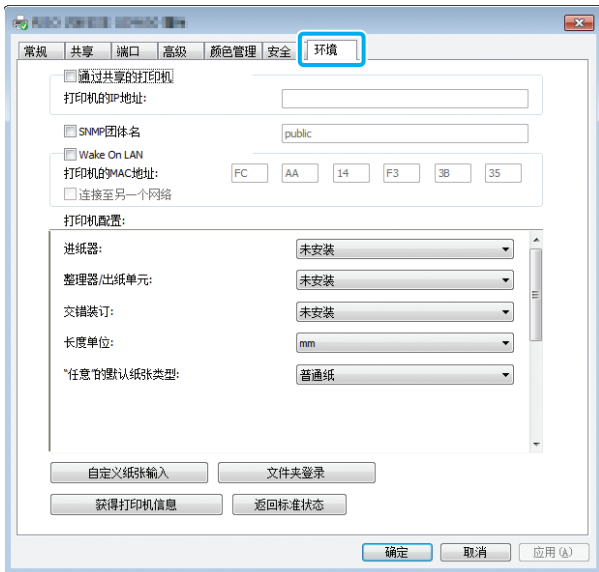 常规 共享 端口 高级 颜色管理 安全 环境
通过共享的打印机
打印机的IP地址:
SNMP团体名 public
Wake On LAN
打印机的MAC地址: FC AA 14 F3 3B 35
连接至另一个网络
打印机配置:
进纸器: 未安装
整理器/出纸单元: 未安装
交错装订: 未安装
长度单位: mm
"任意"的默认纸张类型: 普通纸
自定义纸张输入 文件夹登录
获得打印机信息 返回标准状态
确定 取消 应用(A)